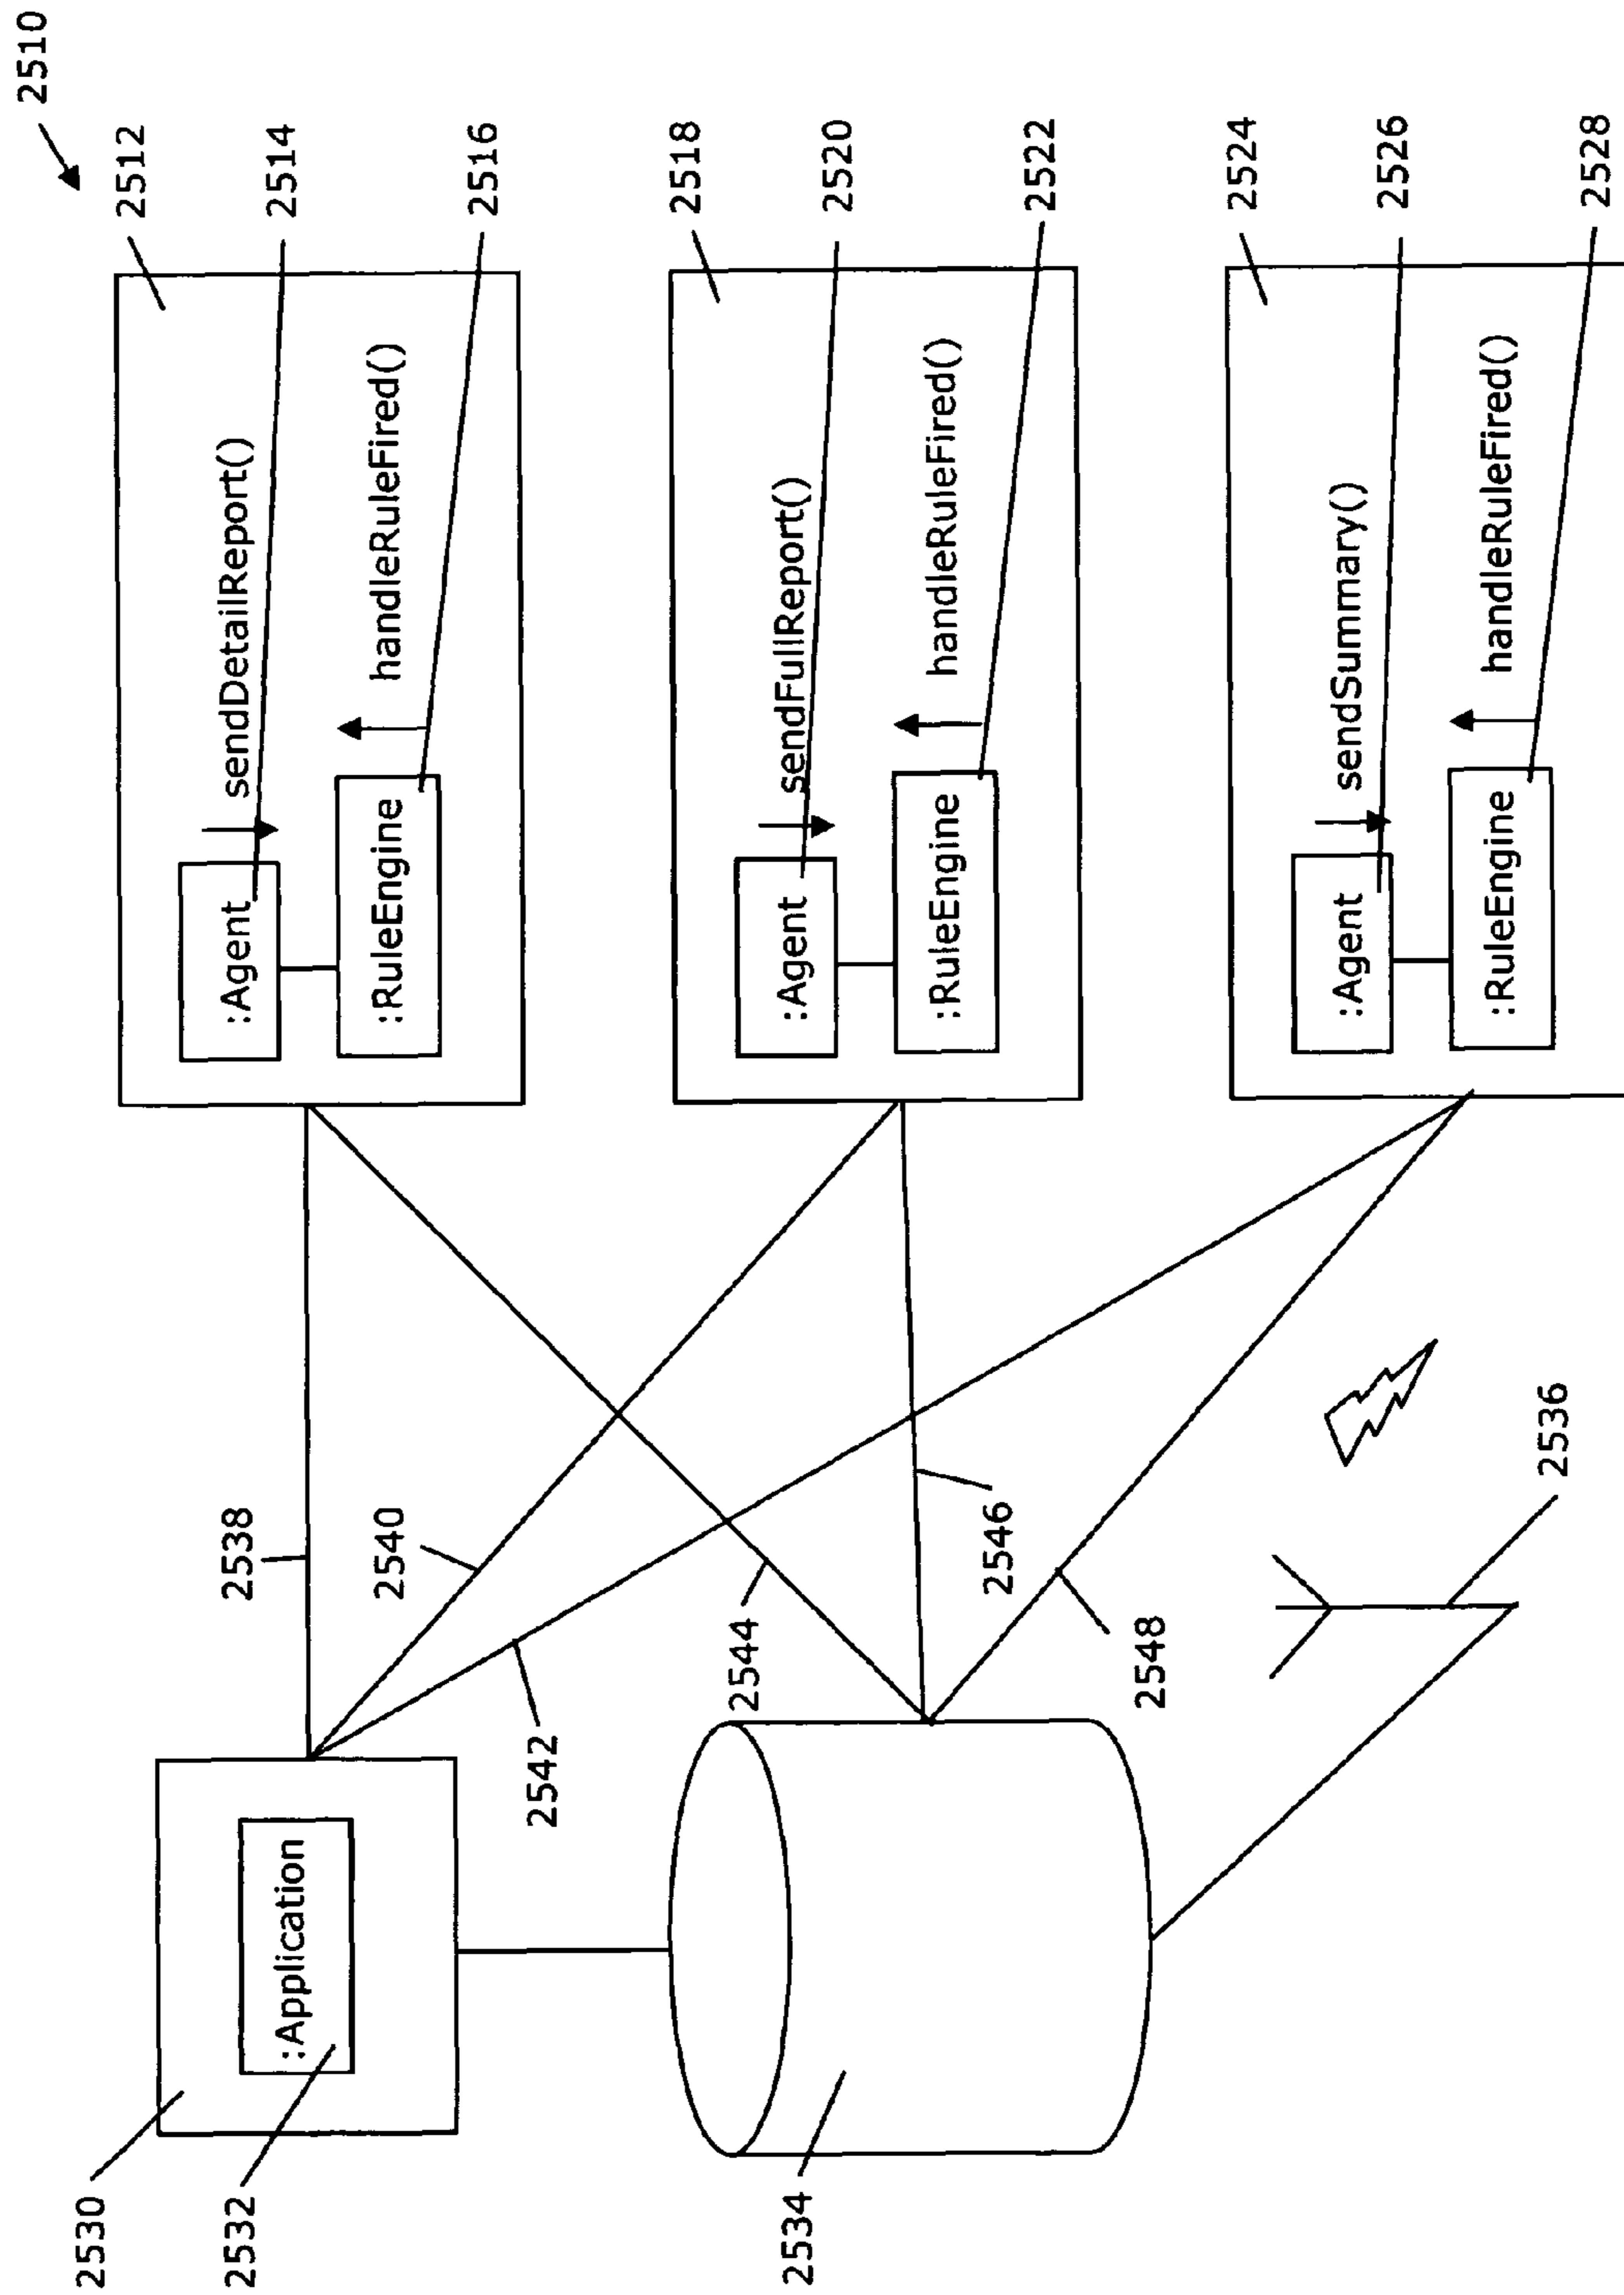 2510
2512
sendDetailReport()
2514
:Agent
handleRuleFired()
2516
:RuleEngine
2518
sendFullReport()
2520
:Agent
handleRuleFired()
2522
:RuleEngine
2524
sendSummary()
2526
:Agent
handleRuleFired()
2528
:RuleEngine
2530
:Application
2532
2538
2540
2542
2544
2546
2548
2534
2536